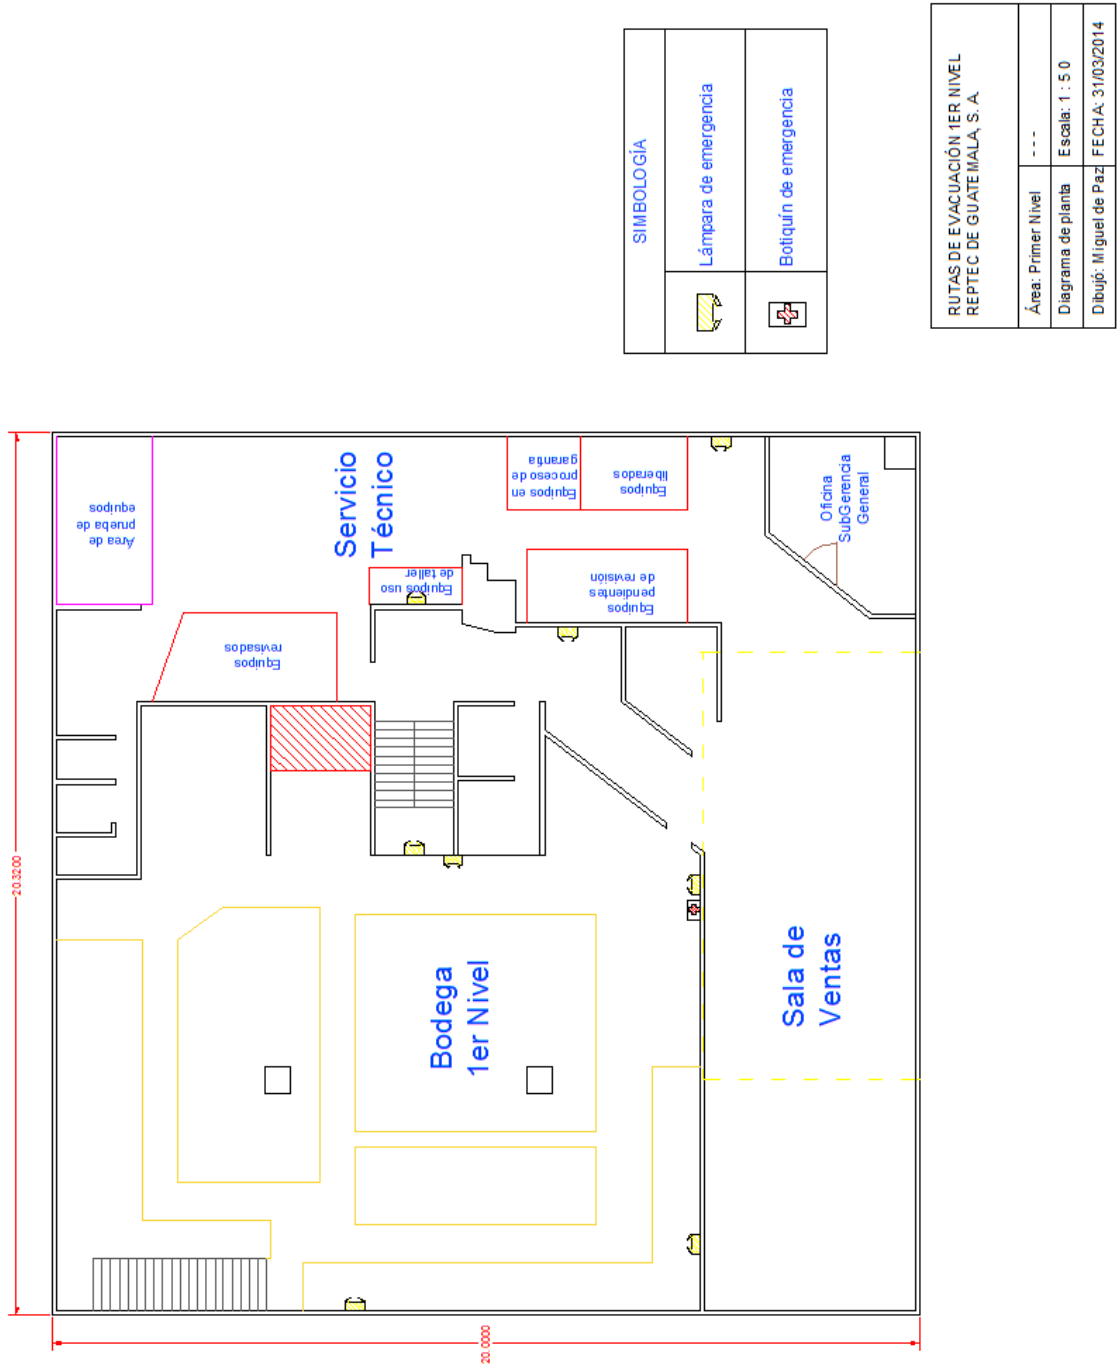 SIMBOLOGÍA
Lámpara de emergencia
Botiquín de emergencia
RUTAS DE EVACUACIÓN 1ER NIVEL
REPTEC DE GUATEMALA, S. A.
Área: Primer Nivel
- - -
Diagrama de planta
Escala: 1 : 5 0
Dibujó: Miguel de Paz
FECHA: 31/03/2014
20.3200
20.0000
Área de
prueba de
equipos
Servicio
Técnico
Equipos en
proceso de
garantía
Equipos
liberados
Oficina
SubGerencia
General
Equipos uso
de taller
Equipos
pendientes
de revisión
Equipos
revisados
Bodega
1er Nivel
Sala de
Ventas